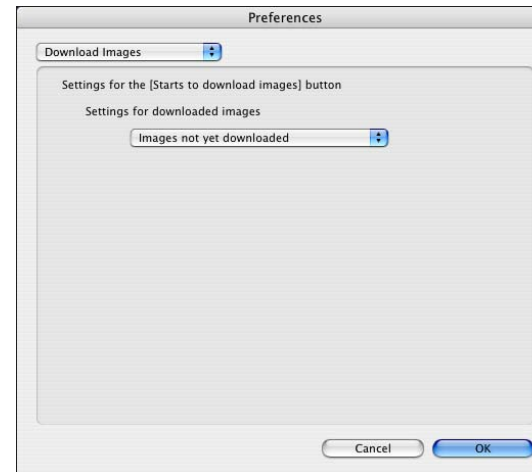 Preferences
Download Images
Settings for the [Starts to download images] button
Settings for downloaded images
Images not yet downloaded
Cancel
OK